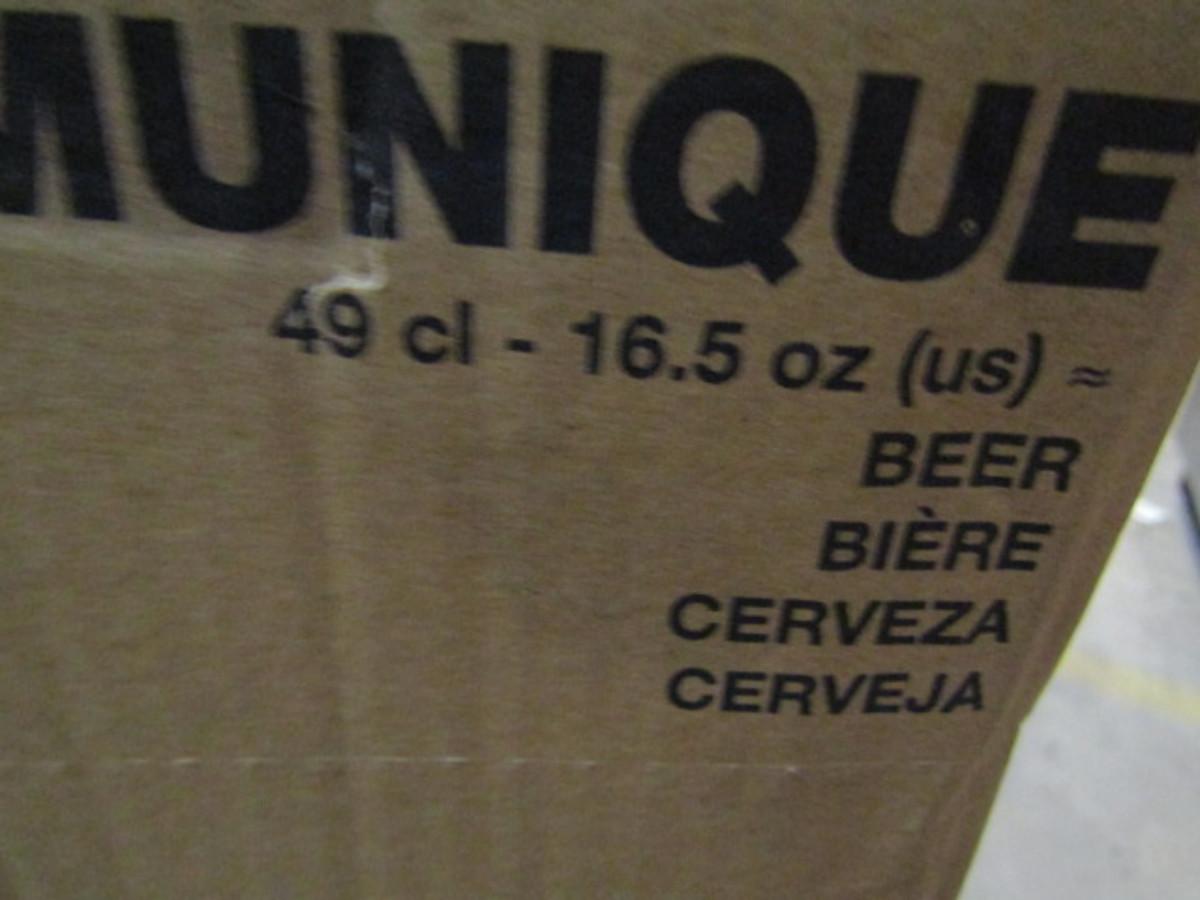 MUNIQUE
49 cl - 16.5 oz (us) ≈
BEER
BIÈRE
CERVEZA
CERVEJA